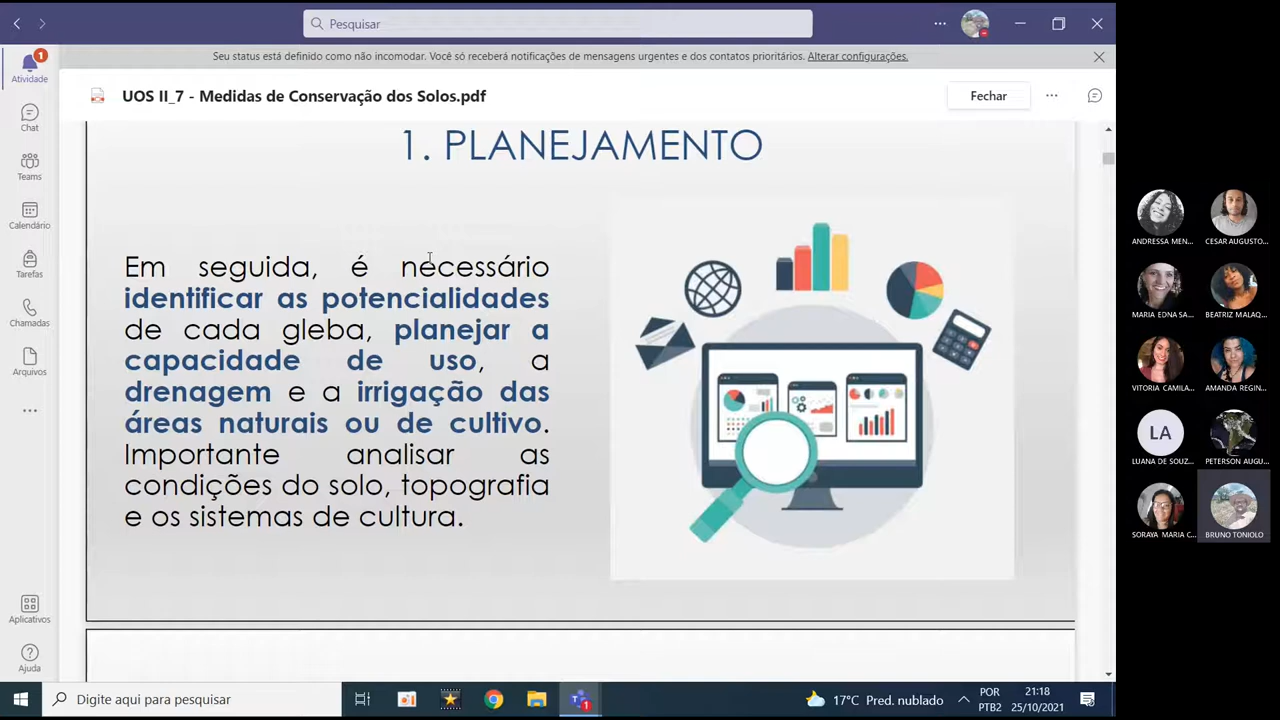 Pesquisar
Seu status está definido como não incomodar. Você só receberá notificações de mensagens urgentes e dos contatos prioritários. Alterar configurações.
1
Atividade
Chat
Teams
Calendário
Tarefas
Chamadas
Arquivos
Aplicativos
Ajuda
UOS II_7 - Medidas de Conservação dos Solos.pdf
Fechar
1. PLANEJAMENTO
Em seguida, é necessário
identificar as potencialidades
de cada gleba, planejar a
capacidade de uso, a
drenagem e a irrigação das
áreas naturais ou de cultivo.
Importante analisar as
condições do solo, topografia
e os sistemas de cultura.
ANDRESSA MEN...
CESAR AUGUSTO...
MARIA EDNA SA...
BEATRIZ MALAQ...
VITORIA CAMILA...
AMANDA REGIN...
LA
LUANA DE SOUZ...
PETERSON AUGU...
SORAYA MARIA C...
BRUNO TONIOLO
Digite aqui para pesquisar
1
17°C Pred. nublado
POR
PTB2
21:18
25/10/2021